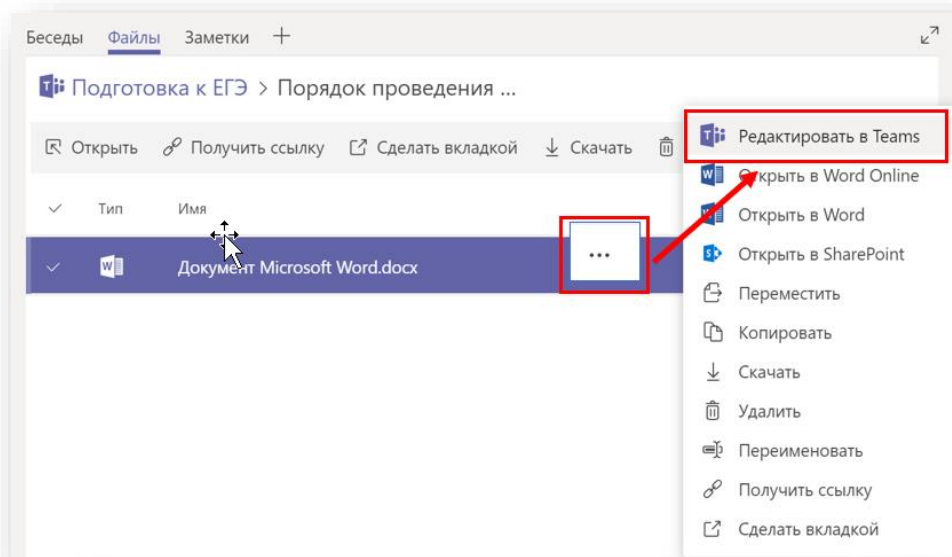 Беседы Файлы Заметки +
Подготовка к ЕГЭ > Порядок проведения ...
Открыть Получить ссылку Сделать вкладкой Скачать
Тип Имя
Документ Microsoft Word.docx ...
Редактировать в Teams
Открыть в Word Online
Открыть в Word
Открыть в SharePoint
Переместить
Копировать
Скачать
Удалить
Переименовать
Получить ссылку
Сделать вкладкой